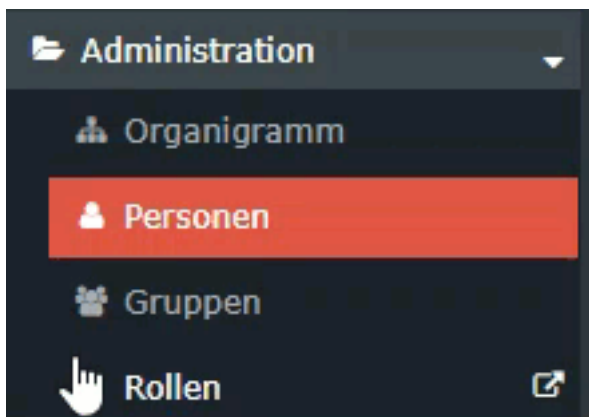 Administration
Organigramm
Personen
Gruppen
Rollen